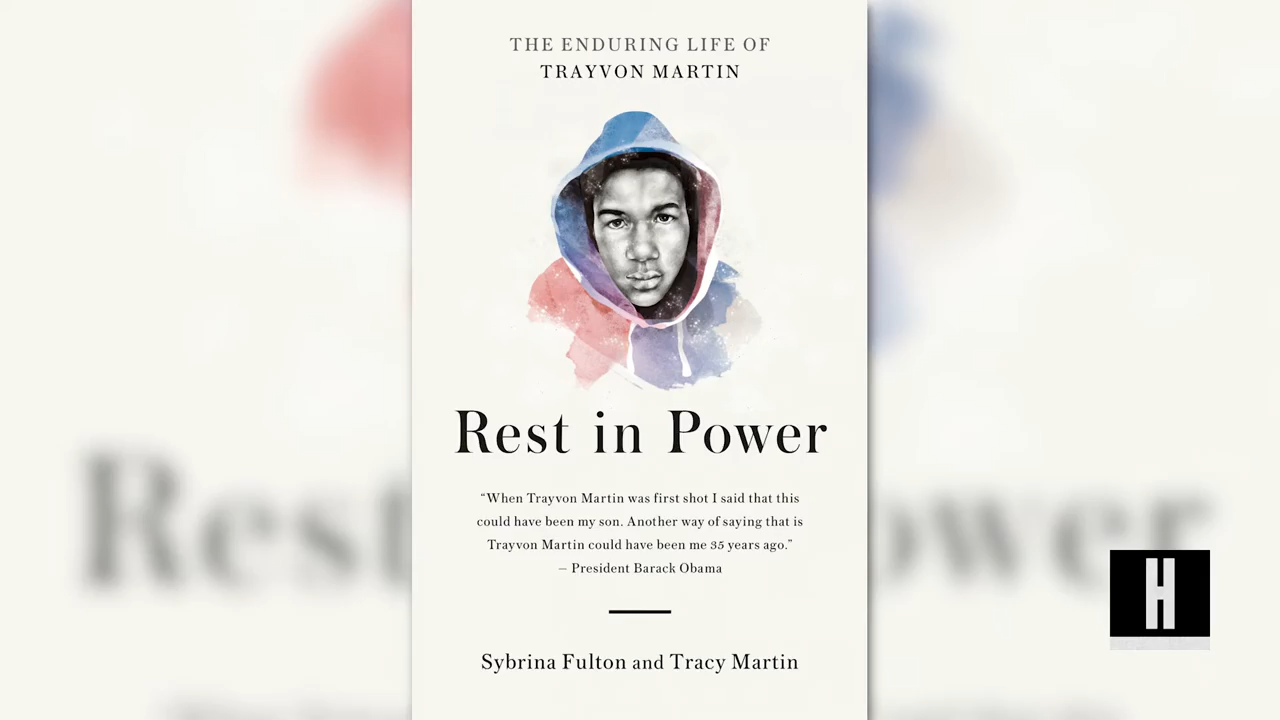 THE ENDURING LIFE OF
TRAYVON MARTIN
Rest in Power
“When Trayvon Martin was first shot I said that this
could have been my son. Another way of saying that is
Trayvon Martin could have been me 35 years ago.”
– President Barack Obama
Sybrina Fulton and Tracy Martin
Rest
ower
H